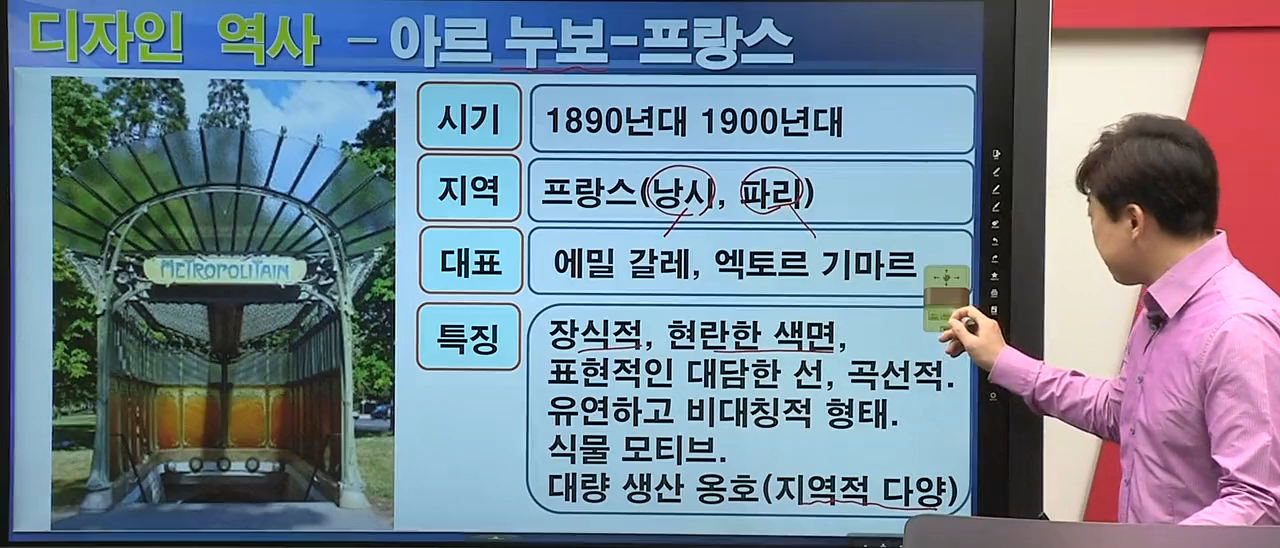 디자인 역사 – 아르 누보-프랑스
METROPOLITAIN
시기
1890년대 1900년대
지역
프랑스(낭시, 파리)
대표
에밀 갈레, 엑토르 기마르
특징
장식적, 현란한 색면,
표현적인 대담한 선, 곡선적.
유연하고 비대칭적 형태.
식물 모티브.
대량 생산 옹호(지역적 다양)